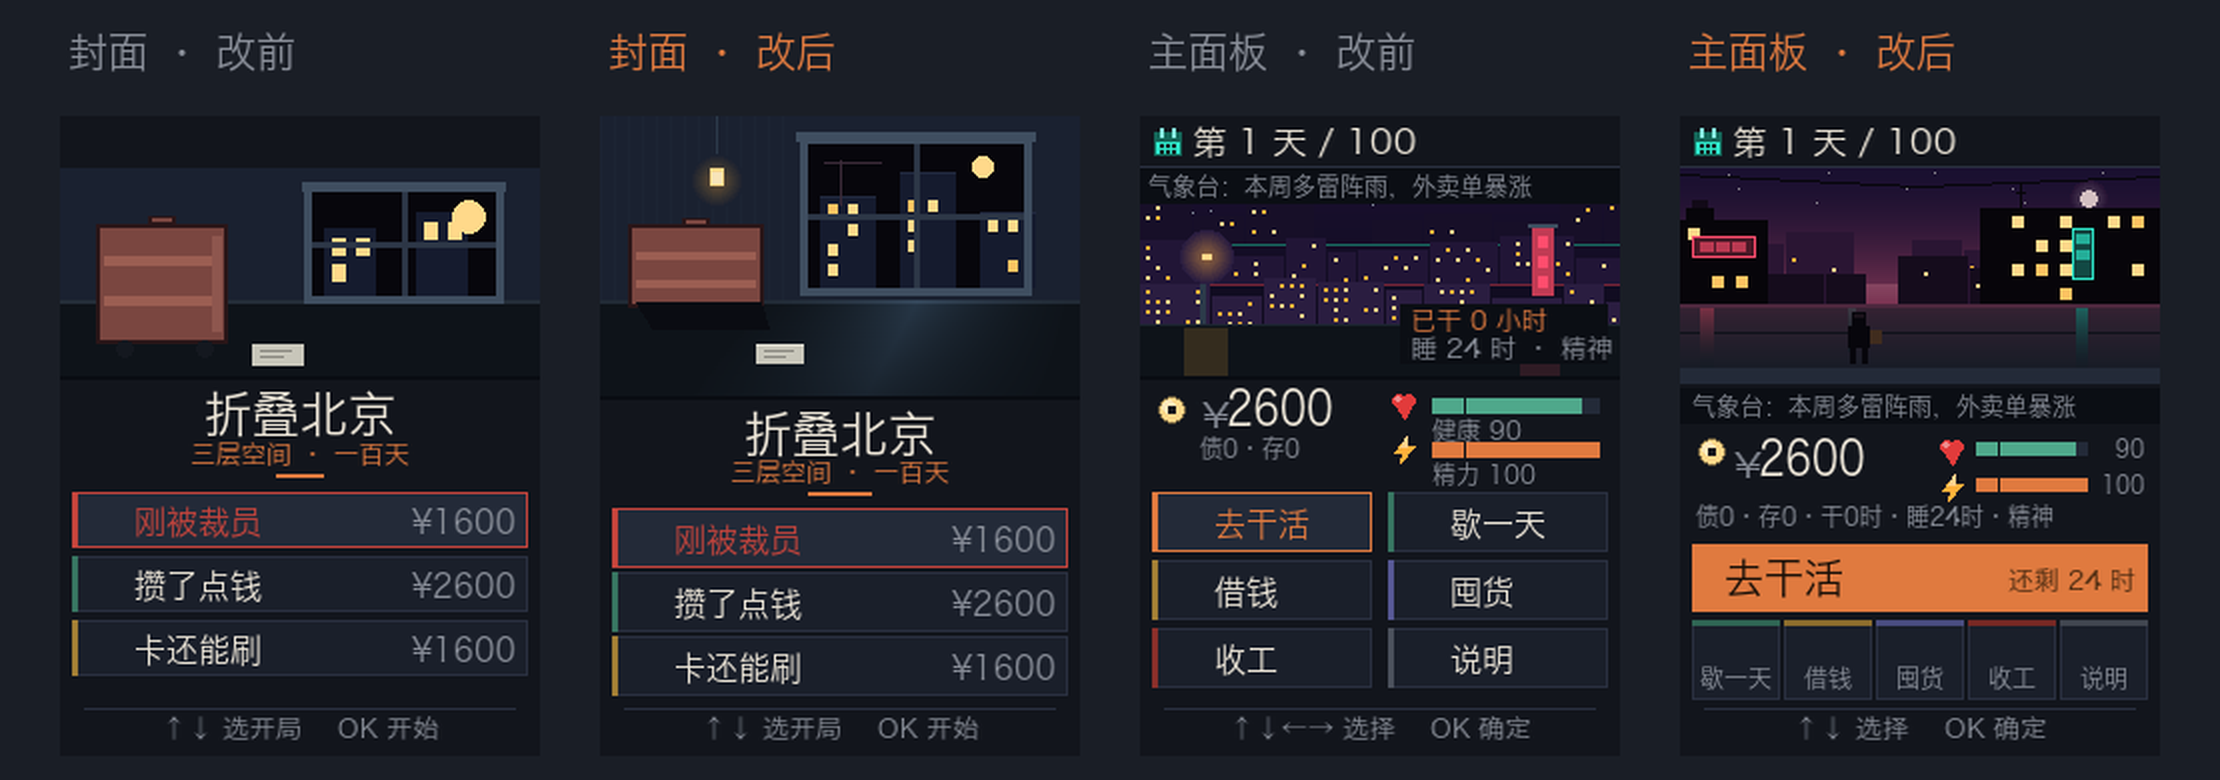 封面 · 改前
封面 · 改后
主面板 · 改前
主面板 · 改后
折叠北京
三层空间 · 一百天
刚被裁员 ¥1600
攒了点钱 ¥2600
卡还能刷 ¥1600
↑↓ 选开局 OK 开始
折叠北京
三层空间 · 一百天
刚被裁员 ¥1600
攒了点钱 ¥2600
卡还能刷 ¥1600
↑↓ 选开局 OK 开始
第 1 天 / 100
气象台: 本周多雷阵雨, 外卖单暴涨
已干 0 小时
睡 24 时 · 精神
¥2600
债0 · 存0
健康 90
精力 100
去干活 歇一天
借钱 囤货
收工 说明
↑↓←→ 选择 OK 确定
第 1 天 / 100
气象台: 本周多雷阵雨, 外卖单暴涨
¥2600 90
100
债0 · 存0 · 干0时 · 睡24时 · 精神
去干活 还剩 24 时
歇一天 借钱 囤货 收工 说明
↑↓ 选择 OK 确定